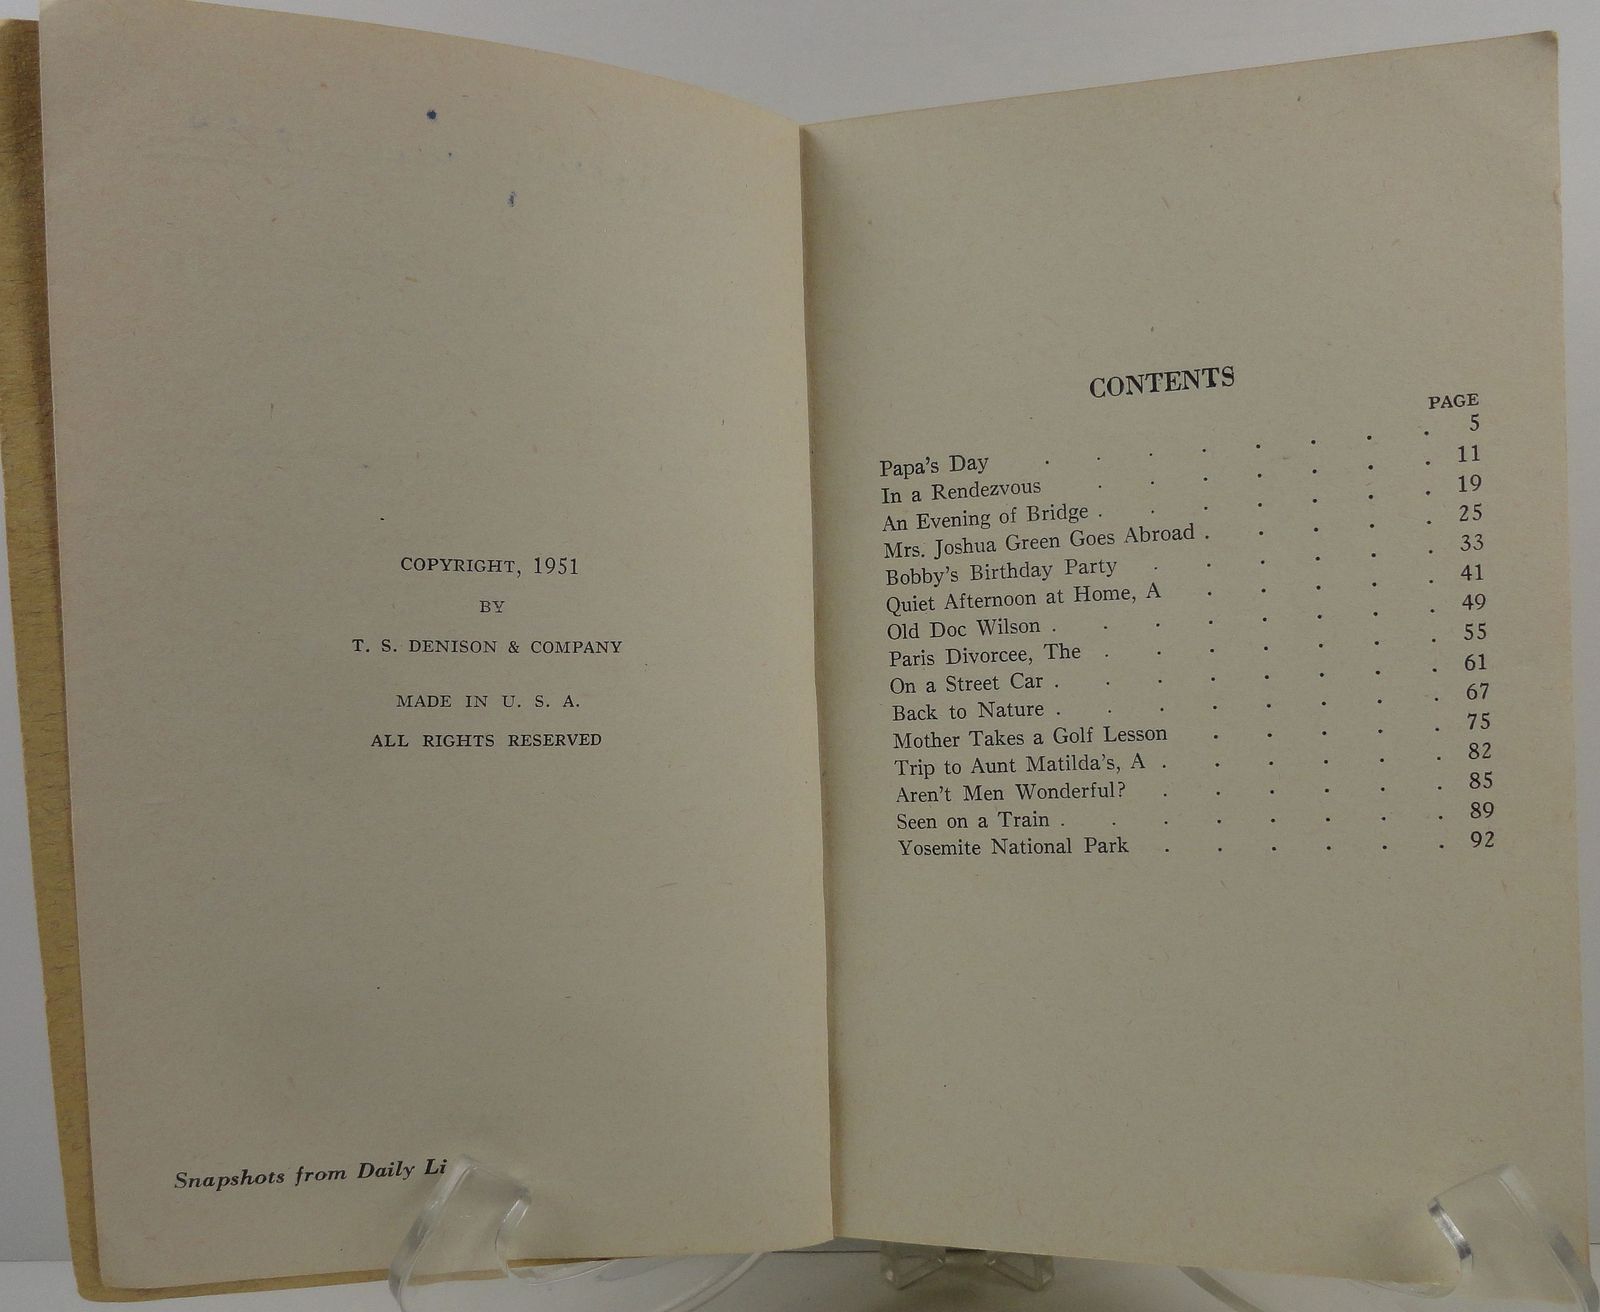 COPYRIGHT, 1951
BY
T. S. DENISON & COMPANY
MADE IN U. S. A.
ALL RIGHTS RESERVED
Snapshots from Daily Li
CONTENTS
PAGE
Papa's Day . . . . . . . . 5
In a Rendezvous . . . . . . . 11
An Evening of Bridge . . . . . . . 19
Mrs. Joshua Green Goes Abroad . . . . . 25
Bobby's Birthday Party . . . . . . 33
Quiet Afternoon at Home, A . . . . . 41
Old Doc Wilson . . . . . . . . 49
Paris Divorcee, The . . . . . . . 55
On a Street Car . . . . . . . . 61
Back to Nature . . . . . . . . 67
Mother Takes a Golf Lesson . . . . . 75
Trip to Aunt Matilda's, A . . . . . . 82
Aren't Men Wonderful? . . . . . . 85
Seen on a Train . . . . . . . . 89
Yosemite National Park . . . . . . 92